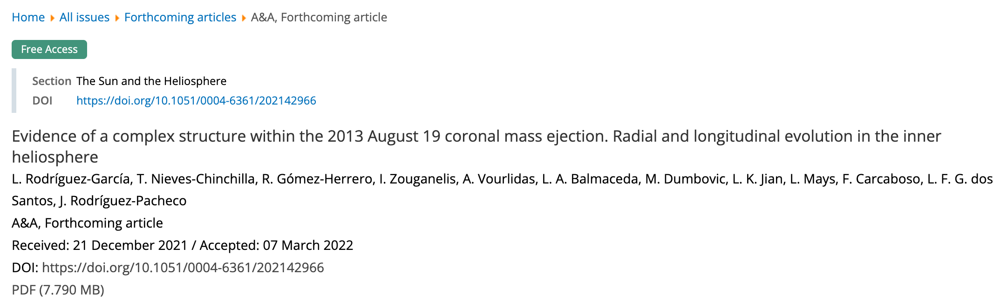 Home All issues Forthcoming articles A&A, Forthcoming article
Free Access
Section The Sun and the Heliosphere
DOI https://doi.org/10.1051/0004-6361/202142966
Evidence of a complex structure within the 2013 August 19 coronal mass ejection. Radial and longitudinal evolution in the inner
heliosphere
L. Rodríguez-García, T. Nieves-Chinchilla, R. Gómez-Herrero, I. Zouganelis, A. Vourlidas, L. A. Balmaceda, M. Dumbovic, L. K. Jian, L. Mays, F. Carcaboso, L. F. G. dos
Santos, J. Rodríguez-Pacheco
A&A, Forthcoming article
Received: 21 December 2021 / Accepted: 07 March 2022
DOI: https://doi.org/10.1051/0004-6361/202142966
PDF (7.790 MB)